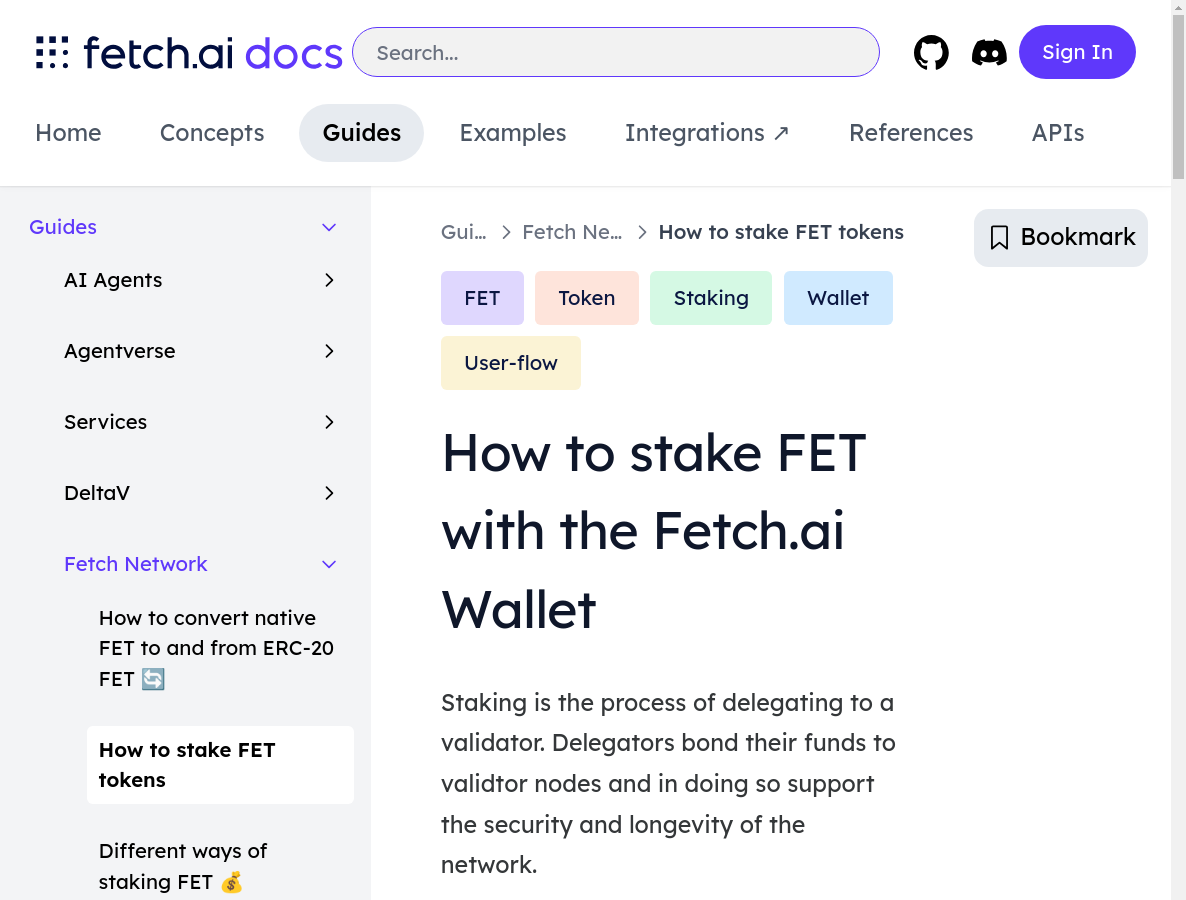 fetch.ai docs
Search...
Sign In
Home Concepts Guides Examples Integrations ↗ References APIs
Guides
AI Agents
Agentverse
Services
DeltaV
Fetch Network
How to convert native
FET to and from ERC-20
FET 🔄
How to stake FET
tokens
Different ways of
staking FET 💰
Gui... > Fetch Ne... > How to stake FET tokens
Bookmark
FET Token Staking Wallet
User-flow
How to stake FET
with the Fetch.ai
Wallet
Staking is the process of delegating to a
validator. Delegators bond their funds to
validtor nodes and in doing so support
the security and longevity of the
network.